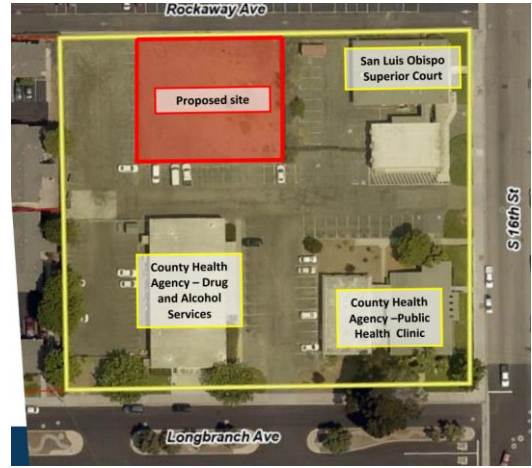 Rockaway Ave
San Luis Obispo
Superior Court
Proposed site
S 16th St
County Health
Agency – Drug
and Alcohol
Services
County Health
Agency –Public
Health Clinic
Longbranch Ave